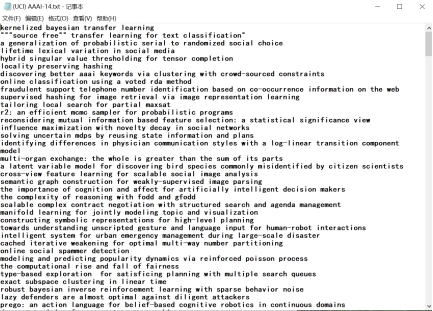 (UCI) AAAI-14.txt - 记事本
文件(F) 编辑(E) 格式(O) 查看(V) 帮助(H)
kernelized bayesian transfer learning
"""source free"" transfer learning for text classification"
a generalization of probabilistic serial to randomized social choice
lifetime lexical variation in social media
hybrid singular value thresholding for tensor completion
locality preserving hashing
discovering better aaai keywords via clustering with crowd-sourced constraints
online classification using a voted rda method
fraudulent support telephone number identification based on co-occurrence information on the web
supervised hashing for image retrieval via image representation learning
tailoring local search for partial maxsat
r2: an efficient mcmc sampler for probabilistic programs
reconsidering mutual information based feature selection: a statistical significance view
influence maximization with novelty decay in social networks
solving uncertain mdps by reusing state information and plans
identifying differences in physician communication styles with a log-linear transition component
model
multi-organ exchange: the whole is greater than the sum of its parts
a latent variable model for discovering bird species commonly misidentified by citizen scientists
cross-view feature learning for scalable social image analysis
semantic graph construction for weakly-supervised image parsing
the importance of cognition and affect for artificially intelligent decision makers
the complexity of reasoning with fodd and gfodd
scalable complex contract negotiation with structured search and agenda management
manifold learning for jointly modeling topic and visualization
constructing symbolic representations for high-level planning
towards understanding unscripted gesture and language input for human-robot interactions
intelligent system for urban emergency management during large-scale disaster
cached iterative weakening for optimal multi-way number partitioning
online social spammer detection
modeling and predicting popularity dynamics via reinforced poisson process
the computational rise and fall of fairness
type-based exploration  for satisficing planning with multiple search queues
exact subspace clustering in linear time
robust bayesian inverse reinforcement learning with sparse behavior noise
lazy defenders are almost optimal against diligent attackers
prego: an action language for belief-based cognitive robotics in continuous domains